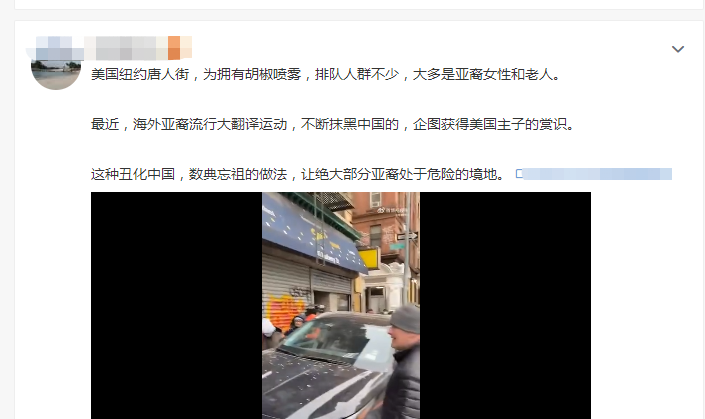 美国纽约唐人街，为拥有胡椒喷雾，排队人群不少，大多是亚裔女性和老人。
最近，海外亚裔流行大翻译运动，不断抹黑中国的，企图获得美国主子的赏识。
这种丑化中国，数典忘祖的做法，让绝大部分亚裔处于危险的境地。